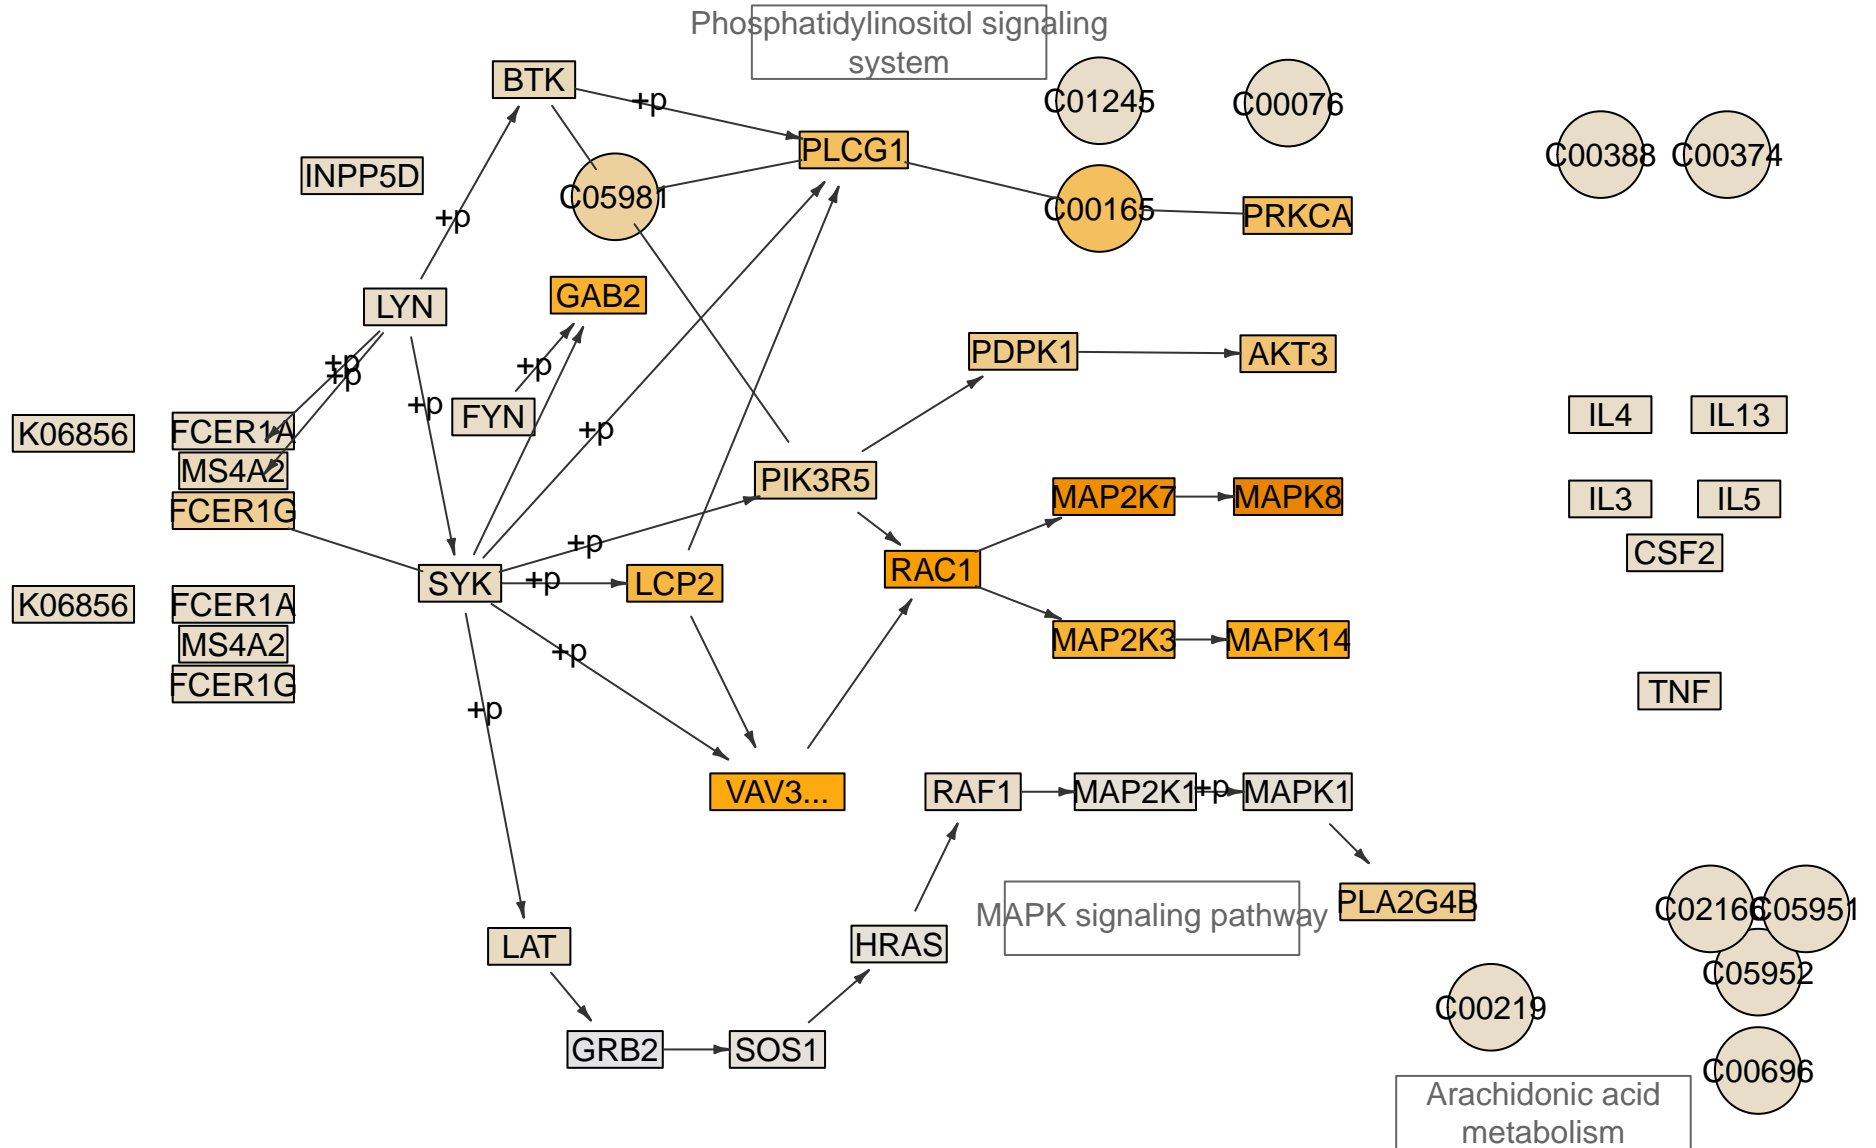 Phosphatidylinositol signaling
system
BTK
+p
C01245
C00076
PLCG1
C00388
C00374
INPP5D
C05981
C00165
PRKCA
+p
LYN
GAB2
+p
+p
+p
PDPK1
AKT3
+p
FYN
K06856
FCER1A
+p
IL4
IL13
MS4A2
PIK3R5
FCER1G
MAP2K7
MAPK8
IL3
IL5
+p
CSF2
SYK
+p
LCP2
RAC1
K06856
FCER1A
MS4A2
+p
MAP2K3
MAPK14
FCER1G
TNF
+p
VAV3...
RAF1
MAP2K1
+p
MAPK1
MAPK signaling pathway
PLA2G4B
C02166
C05951
LAT
HRAS
C05952
C00219
GRB2
SOS1
C00696
Arachidonic acid
metabolism